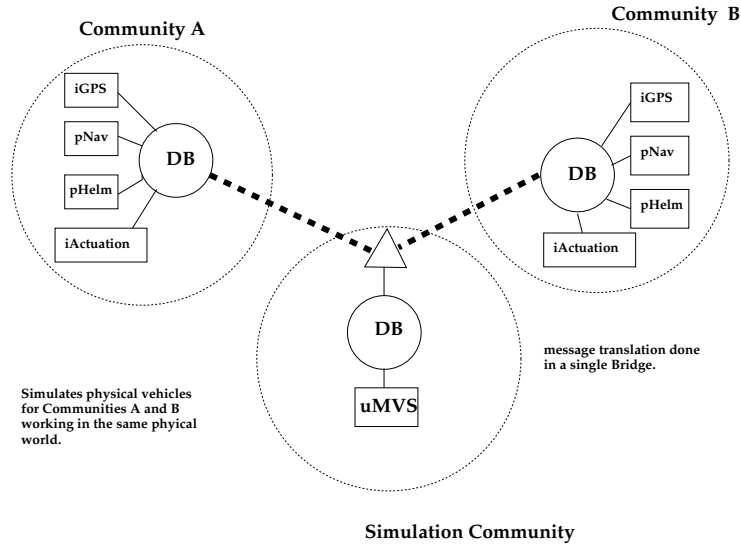 Community A
iGPS
pNav
pHelm
iActuation
DB
Community B
iGPS
pNav
pHelm
iActuation
DB
DB
uMVS
Simulates physical vehicles
for Communities A and B
working in the same phyical
world.
message translation done
in a single Bridge.
Simulation Community